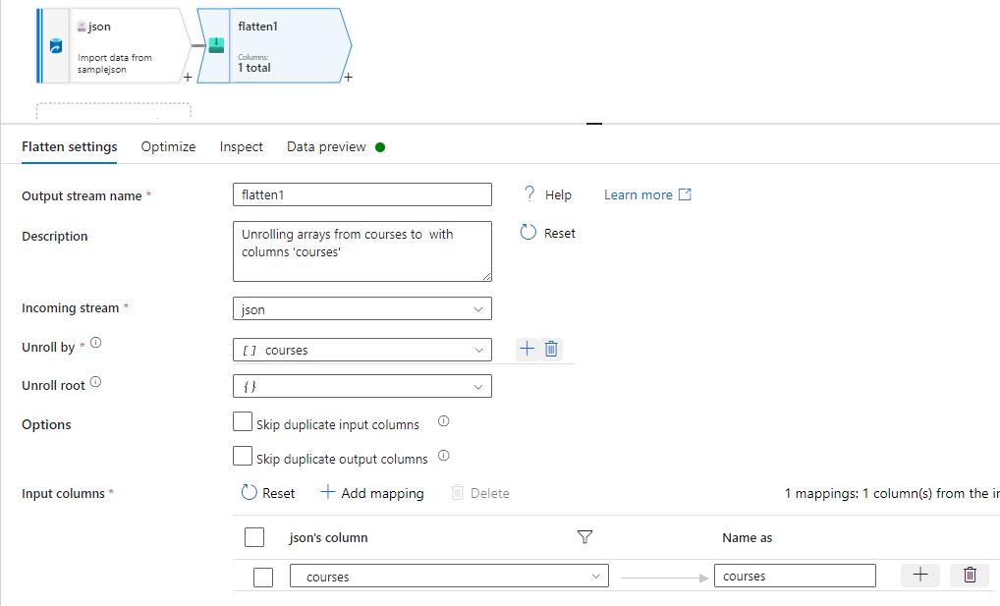 json
flatten1
Import data from
samplejson
Columns:
1 total
+
+
Flatten settings
Optimize
Inspect
Data preview
Output stream name *
flatten1
? Help
Learn more
Description
Unrolling arrays from courses to  with
columns 'courses'
Reset
Incoming stream *
json
Unroll by *
[ ] courses
Unroll root
{}
Options
Skip duplicate input columns
Skip duplicate output columns
Input columns *
Reset
Add mapping
Delete
1 mappings: 1 column(s) from the in
json's column
Name as
courses
courses